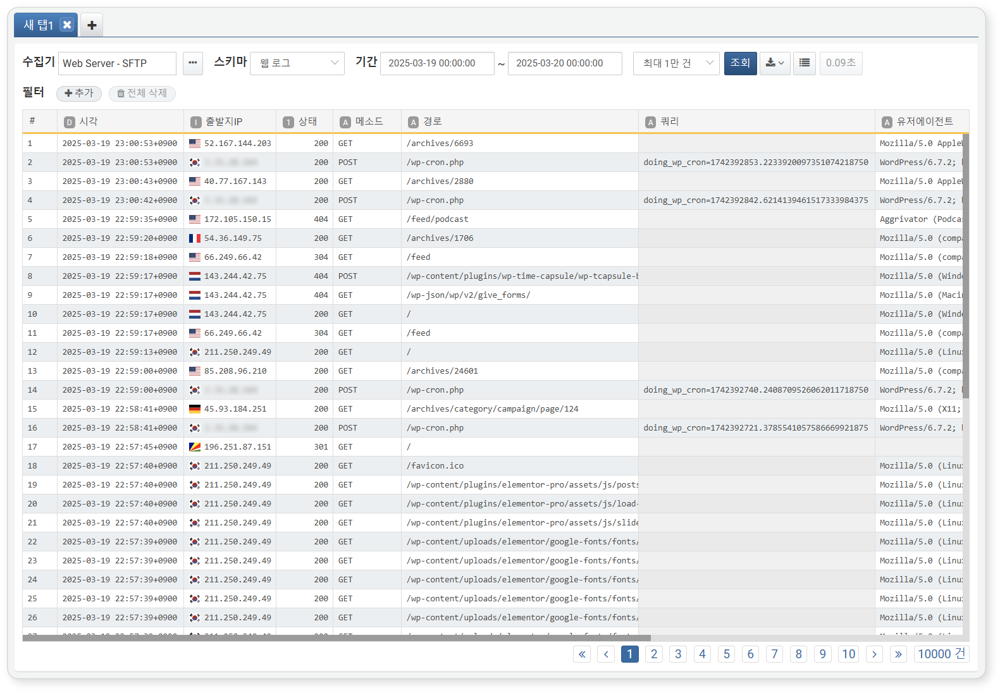 새 탭1
수집기 Web Server - SFTP 스키마 웹 로그 기간 2025-03-19 00:00:00 ~ 2025-03-20 00:00:00 최대 1만 건 조회 0.09초
필터 추가 전체 삭제
# D 시각 I 출발지IP 1 상태 A 메소드 A 경로 A 쿼리 A 유저에이전트
1 2025-03-19 23:00:53+0900 52.167.144.203 200 GET /archives/6693 Mozilla/5.0 Apple
2 2025-03-19 23:00:53+0900 200 POST /wp-cron.php doing_wp_cron=1742392853.2233920097351074218750 WordPress/6.7.2;
3 2025-03-19 23:00:43+0900 40.77.167.143 200 GET /archives/2880 Mozilla/5.0 Apple
4 2025-03-19 23:00:42+0900 200 POST /wp-cron.php doing_wp_cron=1742392842.6214139461517333984375 WordPress/6.7.2;
5 2025-03-19 22:59:35+0900 172.105.150.15 404 GET /feed/podcast Aggrivator (Podca
6 2025-03-19 22:59:20+0900 54.36.149.75 200 GET /archives/1706 Mozilla/5.0 (comp
7 2025-03-19 22:59:18+0900 66.249.66.42 304 GET /feed Mozilla/5.0 (comp
8 2025-03-19 22:59:17+0900 143.244.42.75 404 POST /wp-content/plugins/wp-time-capsule/wp-tcapsule-b Mozilla/5.0 (Wind
9 2025-03-19 22:59:17+0900 143.244.42.75 404 GET /wp-json/wp/v2/give_forms/ Mozilla/5.0 (Maci
10 2025-03-19 22:59:17+0900 143.244.42.75 200 GET / Mozilla/5.0 (Wind
11 2025-03-19 22:59:17+0900 66.249.66.42 304 GET /feed Mozilla/5.0 (comp
12 2025-03-19 22:59:13+0900 211.250.249.49 200 GET / Mozilla/5.0 (Linu
13 2025-03-19 22:59:00+0900 85.208.96.210 200 GET /archives/24601 Mozilla/5.0 (comp
14 2025-03-19 22:59:00+0900 200 POST /wp-cron.php doing_wp_cron=1742392740.2408709526062011718750 WordPress/6.7.2;
15 2025-03-19 22:58:41+0900 45.93.184.251 200 GET /archives/category/campaign/page/124 Mozilla/5.0 (X11;
16 2025-03-19 22:58:41+0900 200 POST /wp-cron.php doing_wp_cron=1742392721.3785541057586669921875 WordPress/6.7.2;
17 2025-03-19 22:57:45+0900 196.251.87.151 301 GET /
18 2025-03-19 22:57:40+0900 211.250.249.49 200 GET /favicon.ico Mozilla/5.0 (Linu
19 2025-03-19 22:57:40+0900 211.250.249.49 200 GET /wp-content/plugins/elementor-pro/assets/js/posts Mozilla/5.0 (Linu
20 2025-03-19 22:57:40+0900 211.250.249.49 200 GET /wp-content/plugins/elementor-pro/assets/js/load- Mozilla/5.0 (Linu
21 2025-03-19 22:57:40+0900 211.250.249.49 200 GET /wp-content/plugins/elementor-pro/assets/js/slide Mozilla/5.0 (Linu
22 2025-03-19 22:57:39+0900 211.250.249.49 200 GET /wp-content/uploads/elementor/google-fonts/fonts/ Mozilla/5.0 (Linu
23 2025-03-19 22:57:39+0900 211.250.249.49 200 GET /wp-content/uploads/elementor/google-fonts/fonts/ Mozilla/5.0 (Linu
24 2025-03-19 22:57:39+0900 211.250.249.49 200 GET /wp-content/uploads/elementor/google-fonts/fonts/ Mozilla/5.0 (Linu
25 2025-03-19 22:57:39+0900 211.250.249.49 200 GET /wp-content/uploads/elementor/google-fonts/fonts/ Mozilla/5.0 (Linu
26 2025-03-19 22:57:39+0900 211.250.249.49 200 GET /wp-content/uploads/elementor/google-fonts/fonts/ Mozilla/5.0 (Linu
« ‹ 1 2 3 4 5 6 7 8 9 10 › » 10000 건